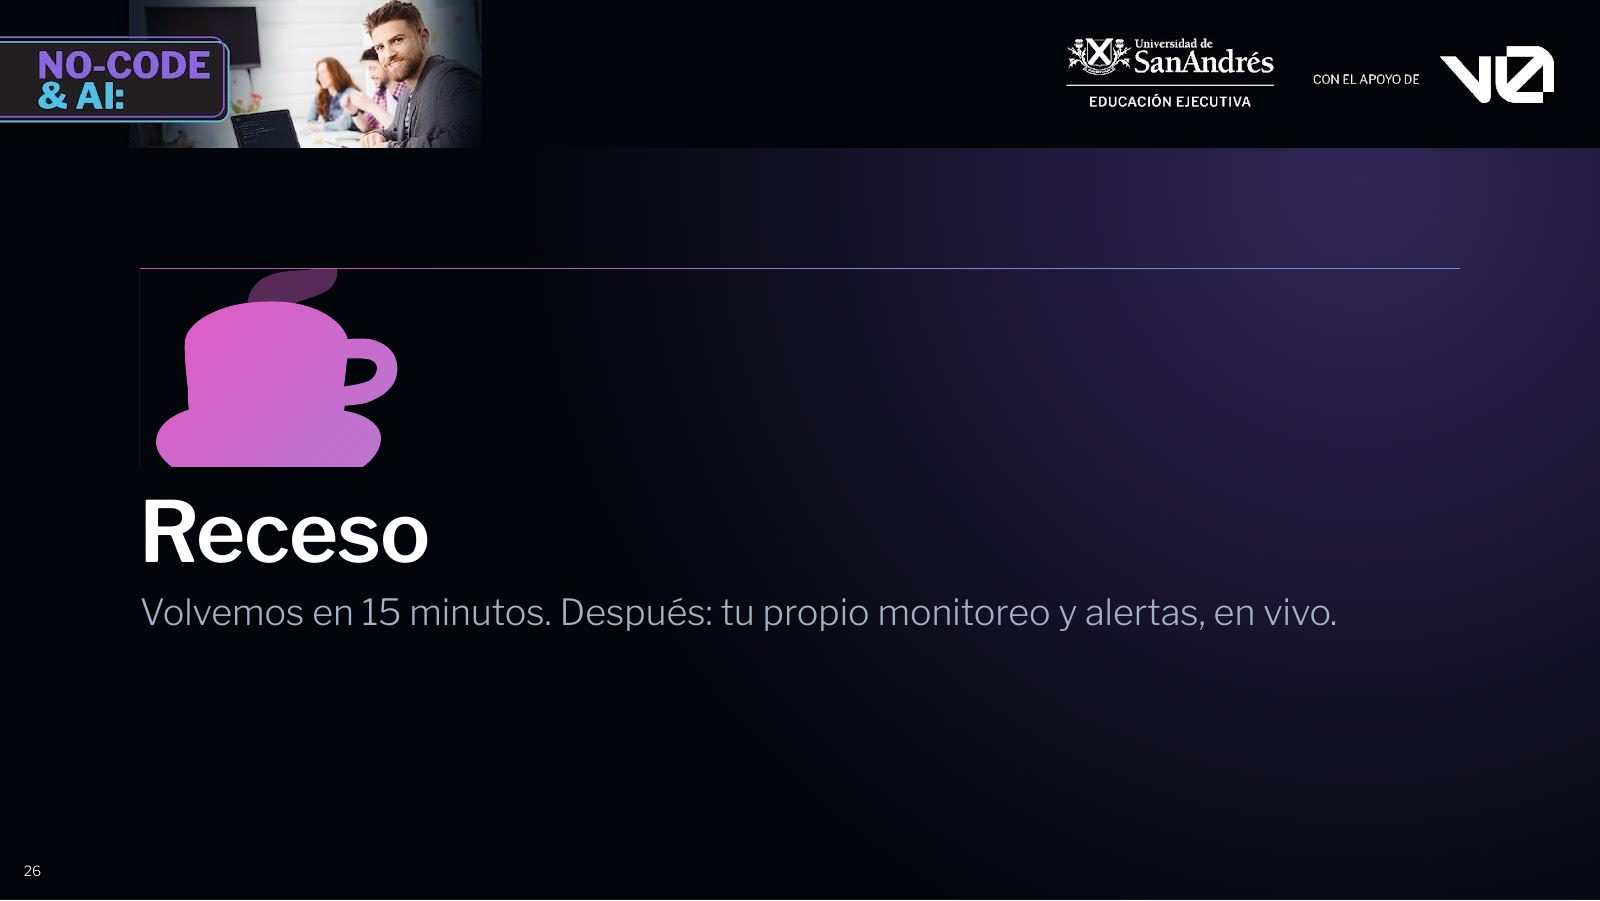 NO-CODE
& AI:
Universidad de
SanAndrés
EDUCACIÓN EJECUTIVA
CON EL APOYO DE
Receso
Volvemos en 15 minutos. Después: tu propio monitoreo y alertas, en vivo.
26